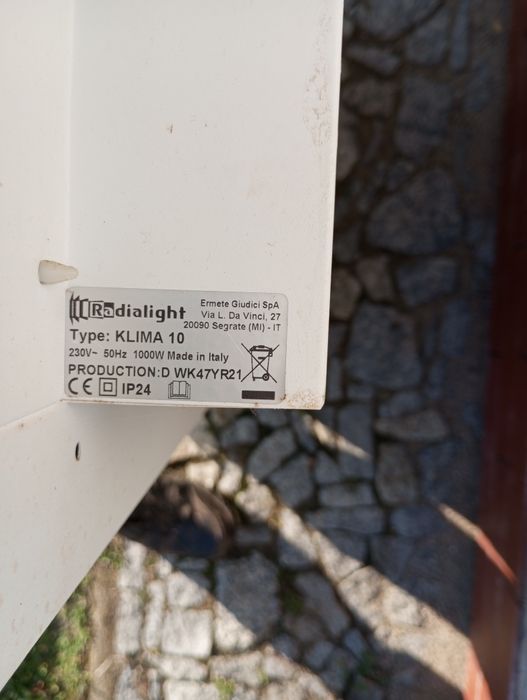 Radialight
Ermete Giudici SpA
Via L. Da Vinci, 27
20090 Segrate (MI) - IT
Type: KLIMA 10
230V~ 50Hz 1000W Made in Italy
PRODUCTION:D WK47YR21
CE IP24